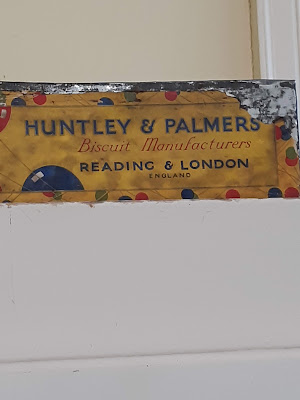 HUNTLEY & PALMERS
Biscuit Manufacturers
READING & LONDON
ENGLAND